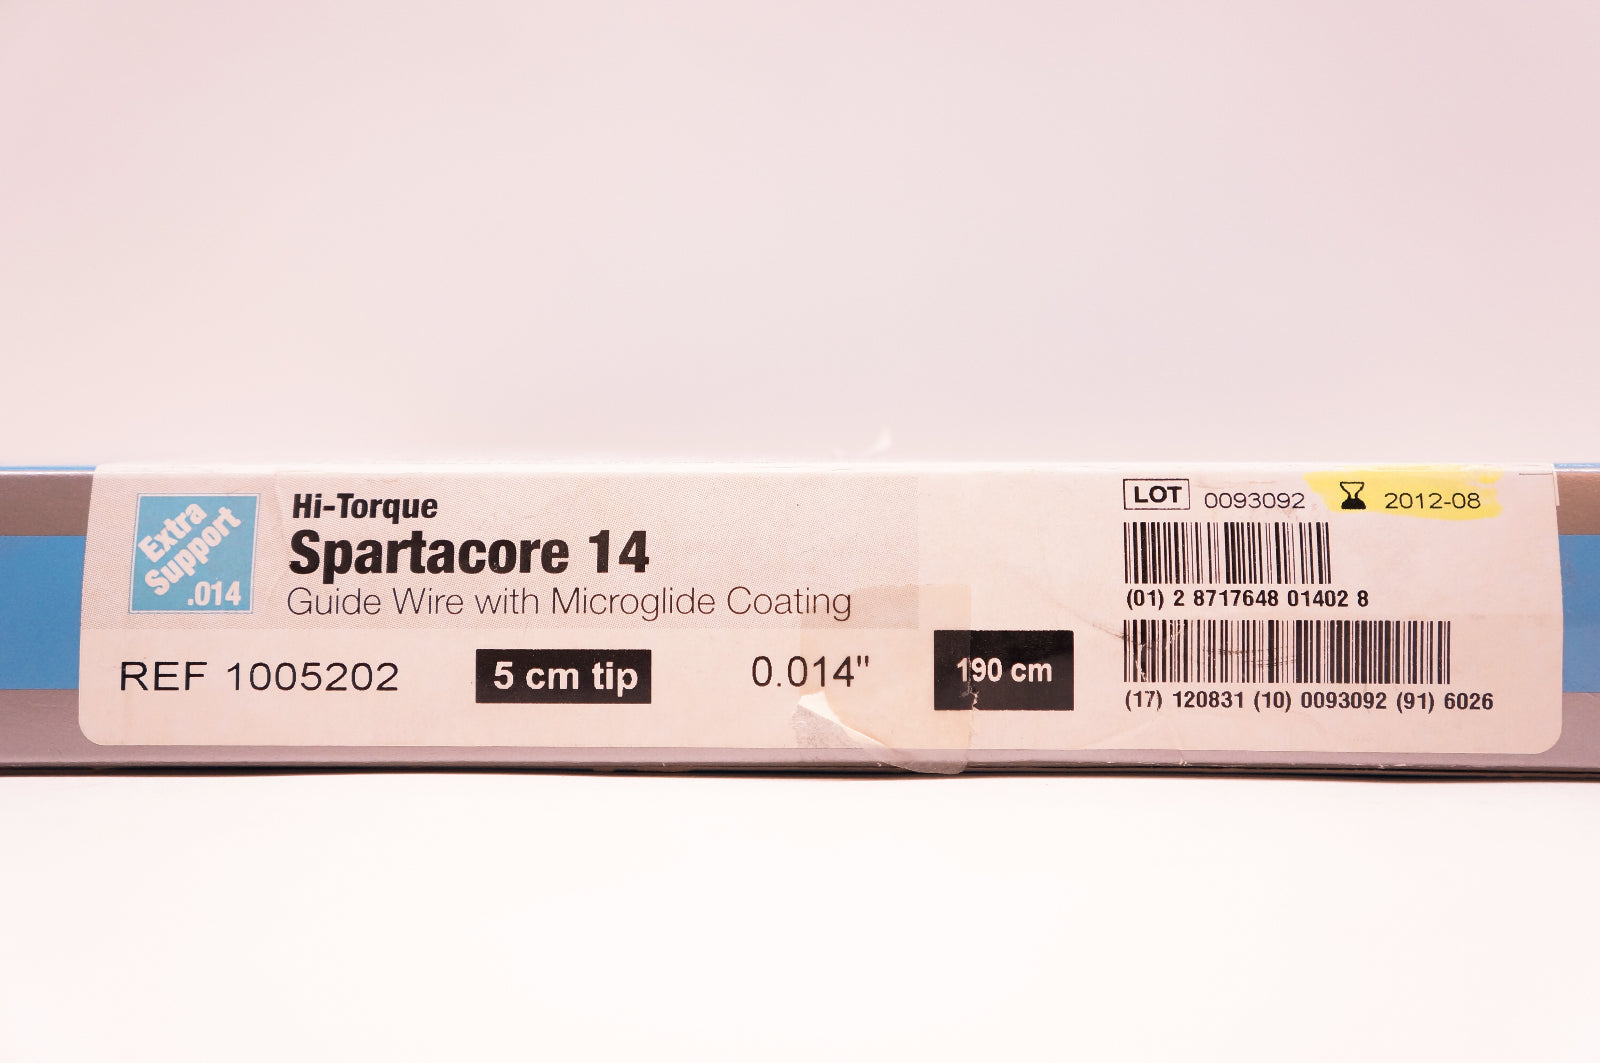 Extra
Support
.014
Hi-Torque
Spartacore 14
Guide Wire with Microglide Coating
REF 1005202
5 cm tip
0.014"
190 cm
LOT 0093092 2012-08
(01) 2 8717648 01402 8
(17) 120831 (10) 0093092 (91) 6026